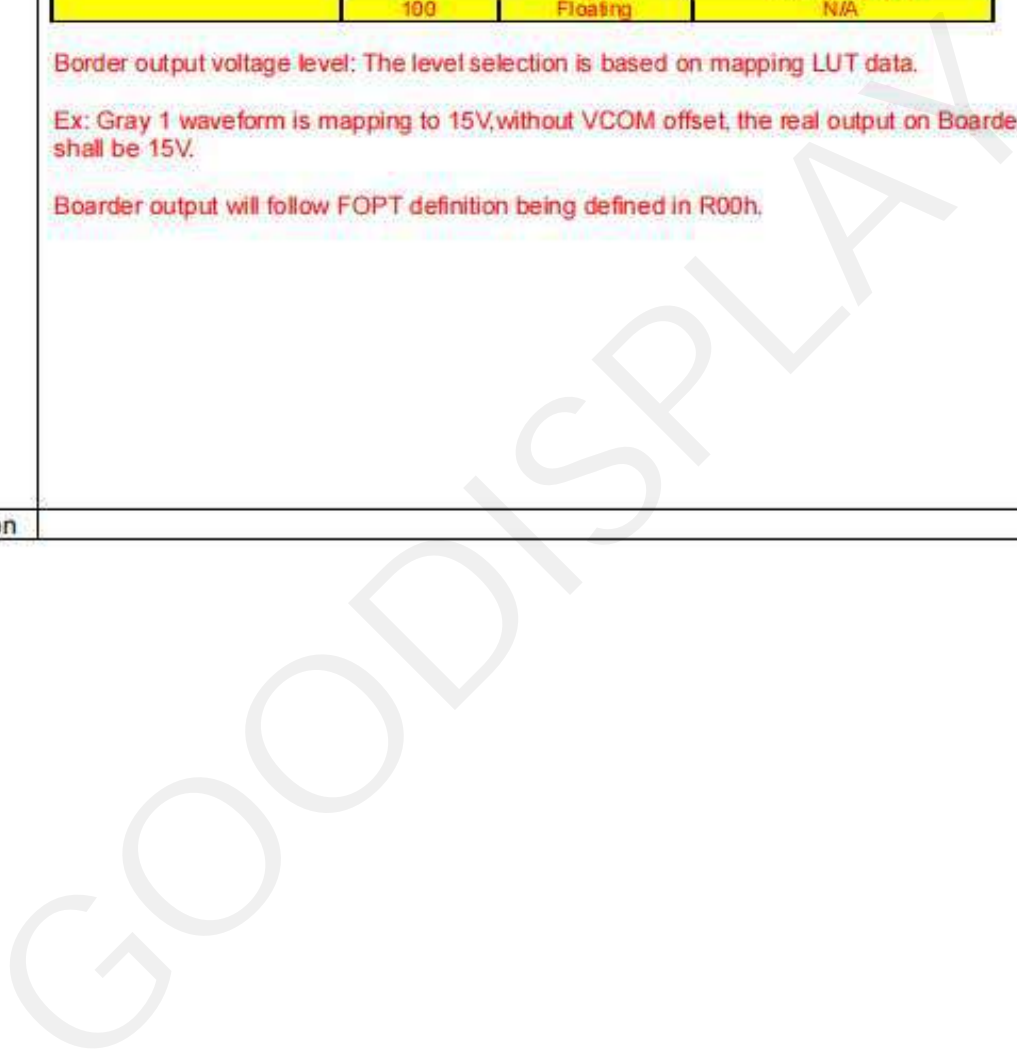 100 Floating N/A
Border output voltage level: The level selection is based on mapping LUT data.
Ex: Gray 1 waveform is mapping to 15V,without VCOM offset, the real output on Boarde
shall be 15V.
Boarder output will follow FOPT definition being defined in R00h.
on
GOODISPLAY